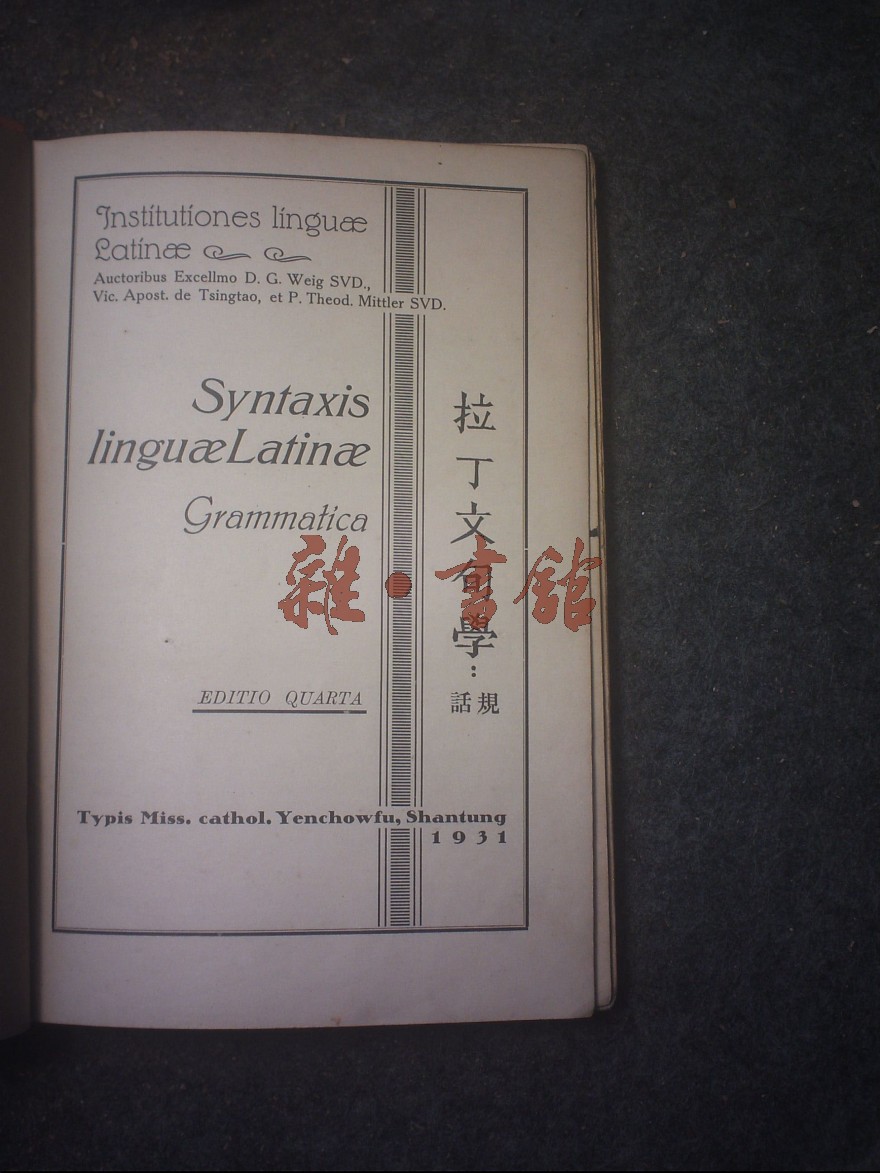 Institutiones linguæ
Latinæ
Auctoribus Excellmo D. G. Weig SVD.,
Vic. Apost. de Tsingtao, et P. Theod. Mittler SVD.
Syntaxis
linguæ Latinæ
Grammatica
EDITIO QUARTA
拉丁文句學：
規話
Typis Miss. cathol. Yenchowfu, Shantung
1931
雜·書館